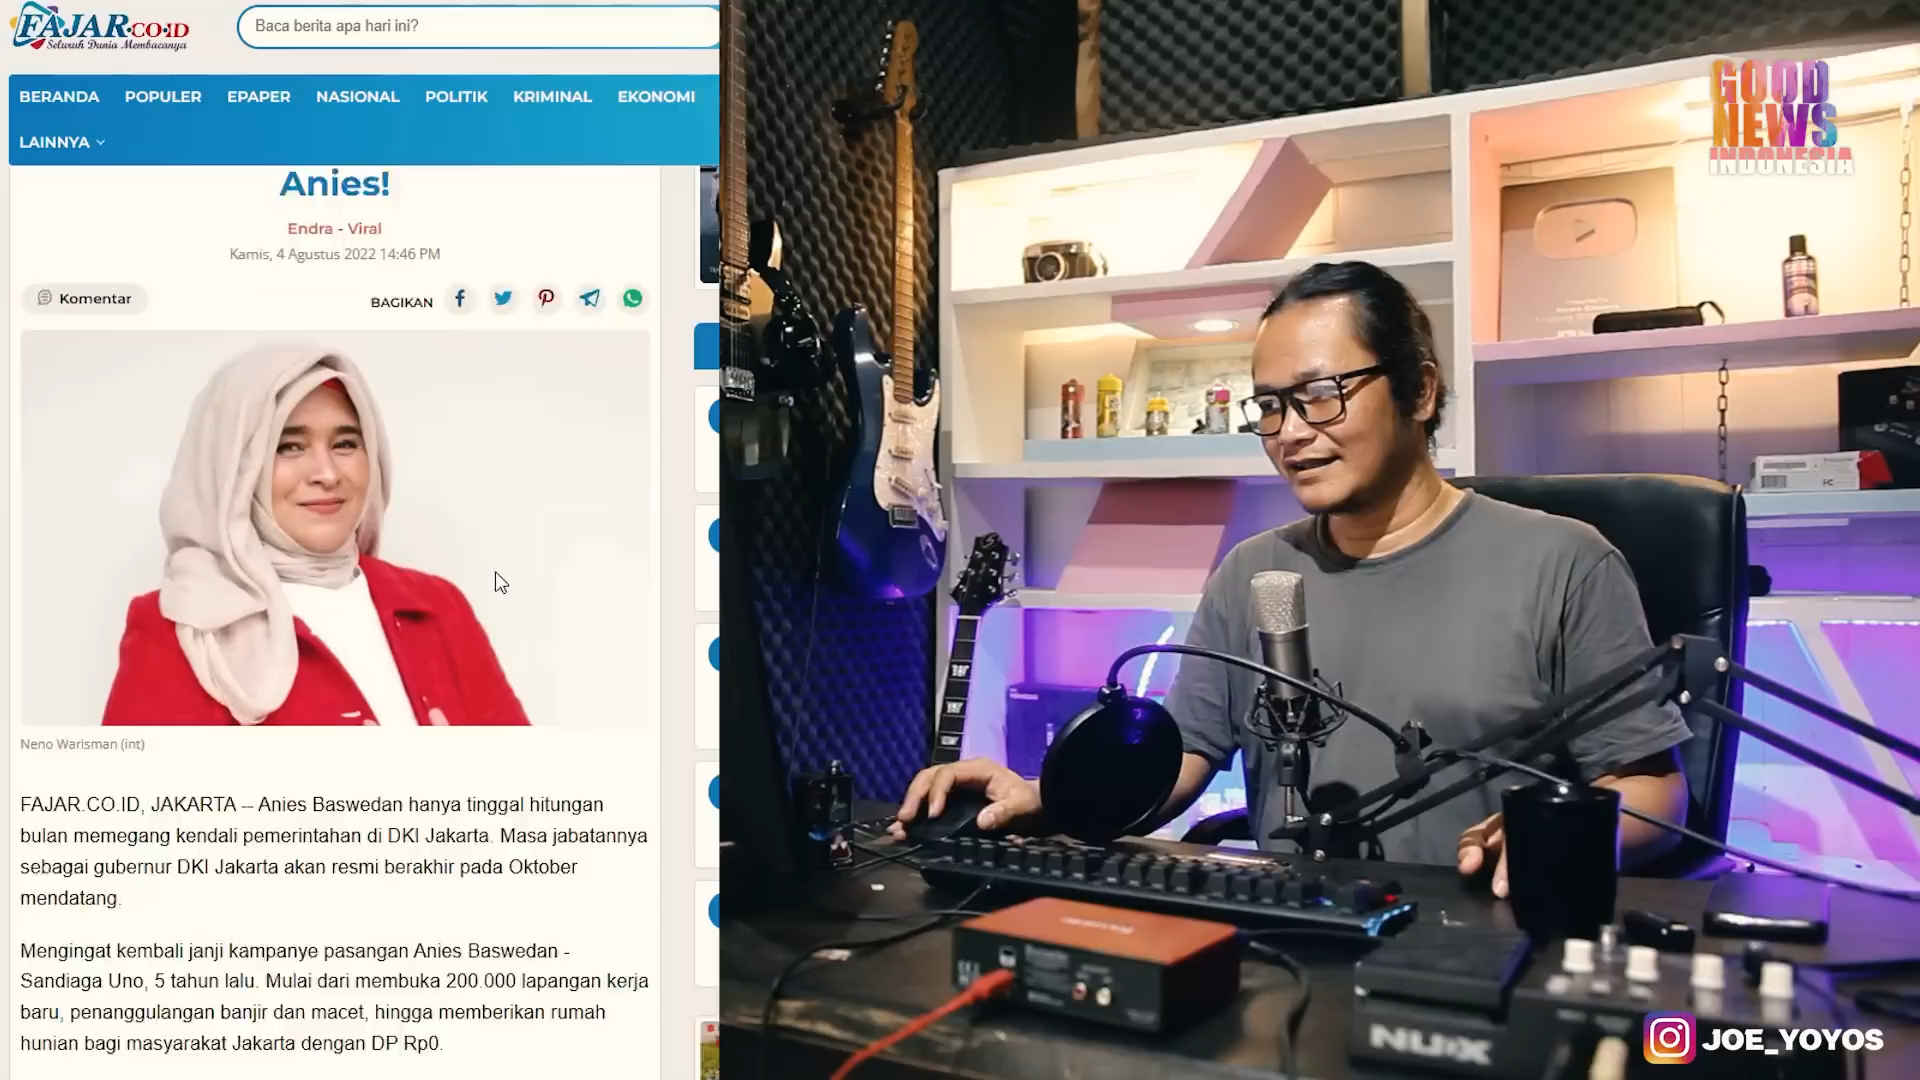 FAJAR.CO.ID
Seluruh Dunia Membacanya
Baca berita apa hari ini?
BERANDA POPULER EPAPER NASIONAL POLITIK KRIMINAL EKONOMI
LAINNYA
Anies!
Endra - Viral
Kamis, 4 Agustus 2022 14:46 PM
Komentar
BAGIKAN
Neno Warisman (int)
FAJAR.CO.ID, JAKARTA -- Anies Baswedan hanya tinggal hitungan
bulan memegang kendali pemerintahan di DKI Jakarta. Masa jabatannya
sebagai gubernur DKI Jakarta akan resmi berakhir pada Oktober
mendatang.
Mengingat kembali janji kampanye pasangan Anies Baswedan -
Sandiaga Uno, 5 tahun lalu. Mulai dari membuka 200.000 lapangan kerja
baru, penanggulangan banjir dan macet, hingga memberikan rumah
hunian bagi masyarakat Jakarta dengan DP Rp0.
GOOD
NEWS
INDONESIA
NUX
JOE_YOYOS